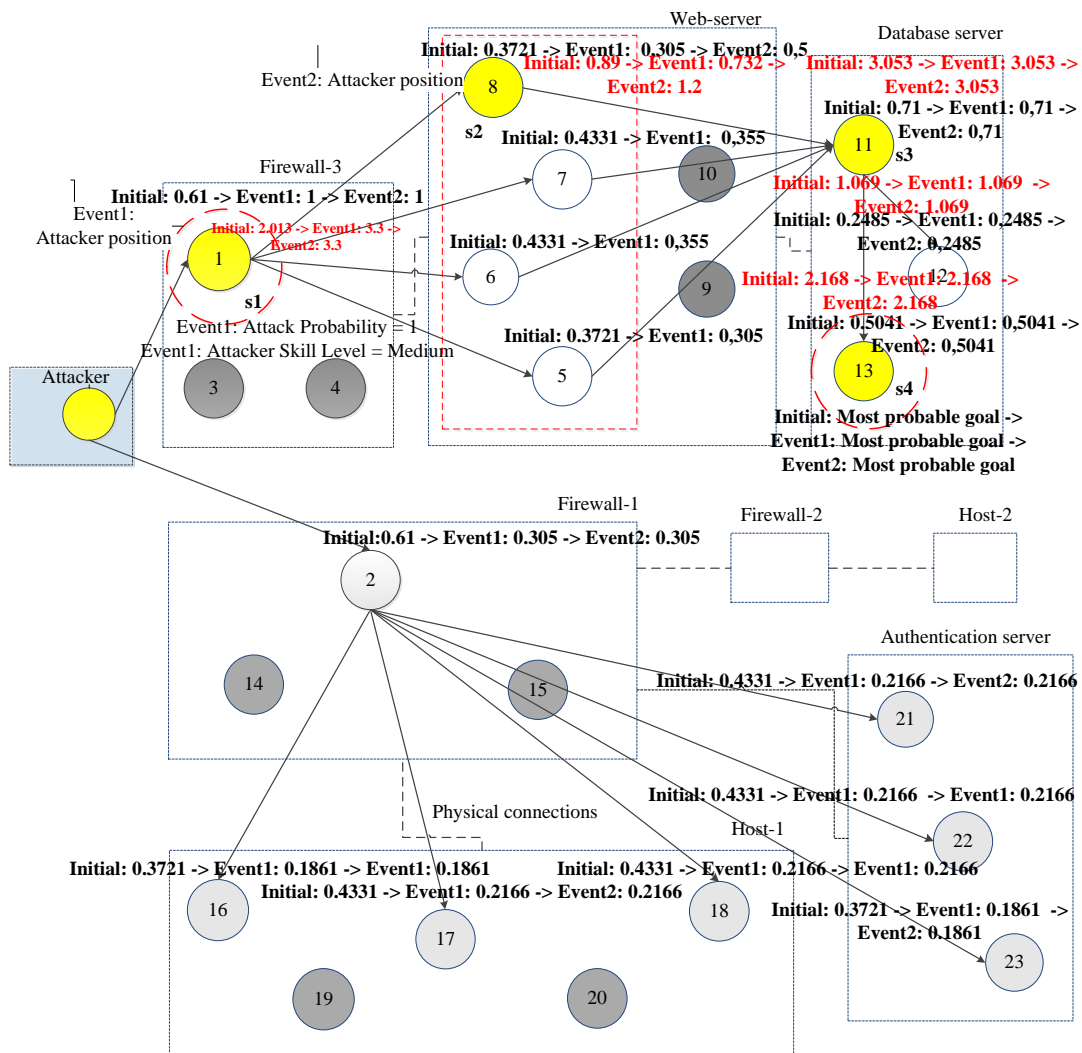 Web-server
Database server
Initial: 0.3721 -> Event1:  0,305 -> Event2: 0,5
Initial: 0.89 -> Event1: 0.732 ->
Event2: 1.2
Initial: 3.053 -> Event1: 3.053 ->
Event2: 3.053
Event2: Attacker position
8
s2
Initial: 0.71 -> Event1: 0,71 ->
Event2: 0,71
11
s3
Initial: 0.4331 -> Event1:  0,355
7
10
Firewall-3
Initial: 0.61 -> Event1: 1 -> Event2: 1
Initial: 1.069 -> Event1: 1.069  ->
Event2: 1.069
Event1:
Attacker position
Initial: 2.013 -> Event1: 3.3 ->
Event2: 3.3
1
s1
Initial: 0.4331 -> Event1: 0,355
6
9
Initial: 0.2485 -> Event1: 0,2485 ->
Event2: 0,2485
12
Initial: 2.168 -> Event1: 2.168  ->
Event2: 2.168
Event1: Attack Probability = 1
Event1: Attacker Skill Level = Medium
Initial: 0.3721 -> Event1: 0,305
5
Initial: 0.5041 -> Event1: 0,5041 ->
Event2: 0,5041
13
s4
Attacker
3
4
Initial: Most probable goal ->
Event1: Most probable goal ->
Event2: Most probable goal
Firewall-1
Firewall-2
Host-2
Initial:0.61 -> Event1: 0.305 -> Event2: 0.305
2
14
15
Authentication server
Initial: 0.4331 -> Event1: 0.2166 -> Event2: 0.2166
21
Initial: 0.4331 -> Event1: 0.2166  -> Event1: 0.2166
22
Physical connections
Host-1
Initial: 0.3721 -> Event1: 0.1861 -> Event1: 0.1861
Initial: 0.4331 -> Event1: 0.2166 -> Event2: 0.2166
Initial: 0.4331 -> Event1: 0.2166 -> Event1: 0.2166
16
17
18
Initial: 0.3721 -> Event1: 0.1861  ->
Event2: 0.1861
23
19
20